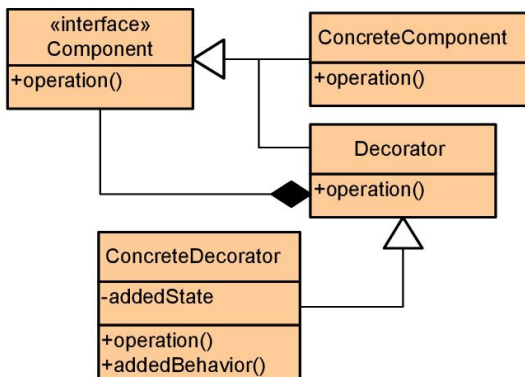 «interface»
Component
+operation()
ConcreteComponent
+operation()
Decorator
+operation()
ConcreteDecorator
-addedState
+operation()
+addedBehavior()